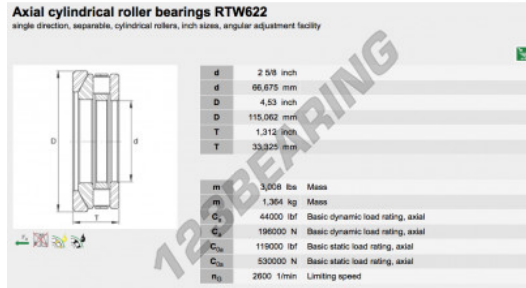 Axial cylindrical roller bearings RTW622
single direction, separable, cylindrical rollers, inch sizes, angular adjustment facility
d 2 5/8 inch
d 66,675 mm
D 4,53 inch
D 115,062 mm
T 1,312 inch
T 33,325 mm
D d
T
m 3,008 lbs Mass
m 1,364 kg Mass
Ca 44000 lbf Basic dynamic load rating, axial
Ca 196000 N Basic dynamic load rating, axial
C0a 119000 lbf Basic static load rating, axial
C0a 530000 N Basic static load rating, axial
nG 2600 1/min Limiting speed
123BEARING